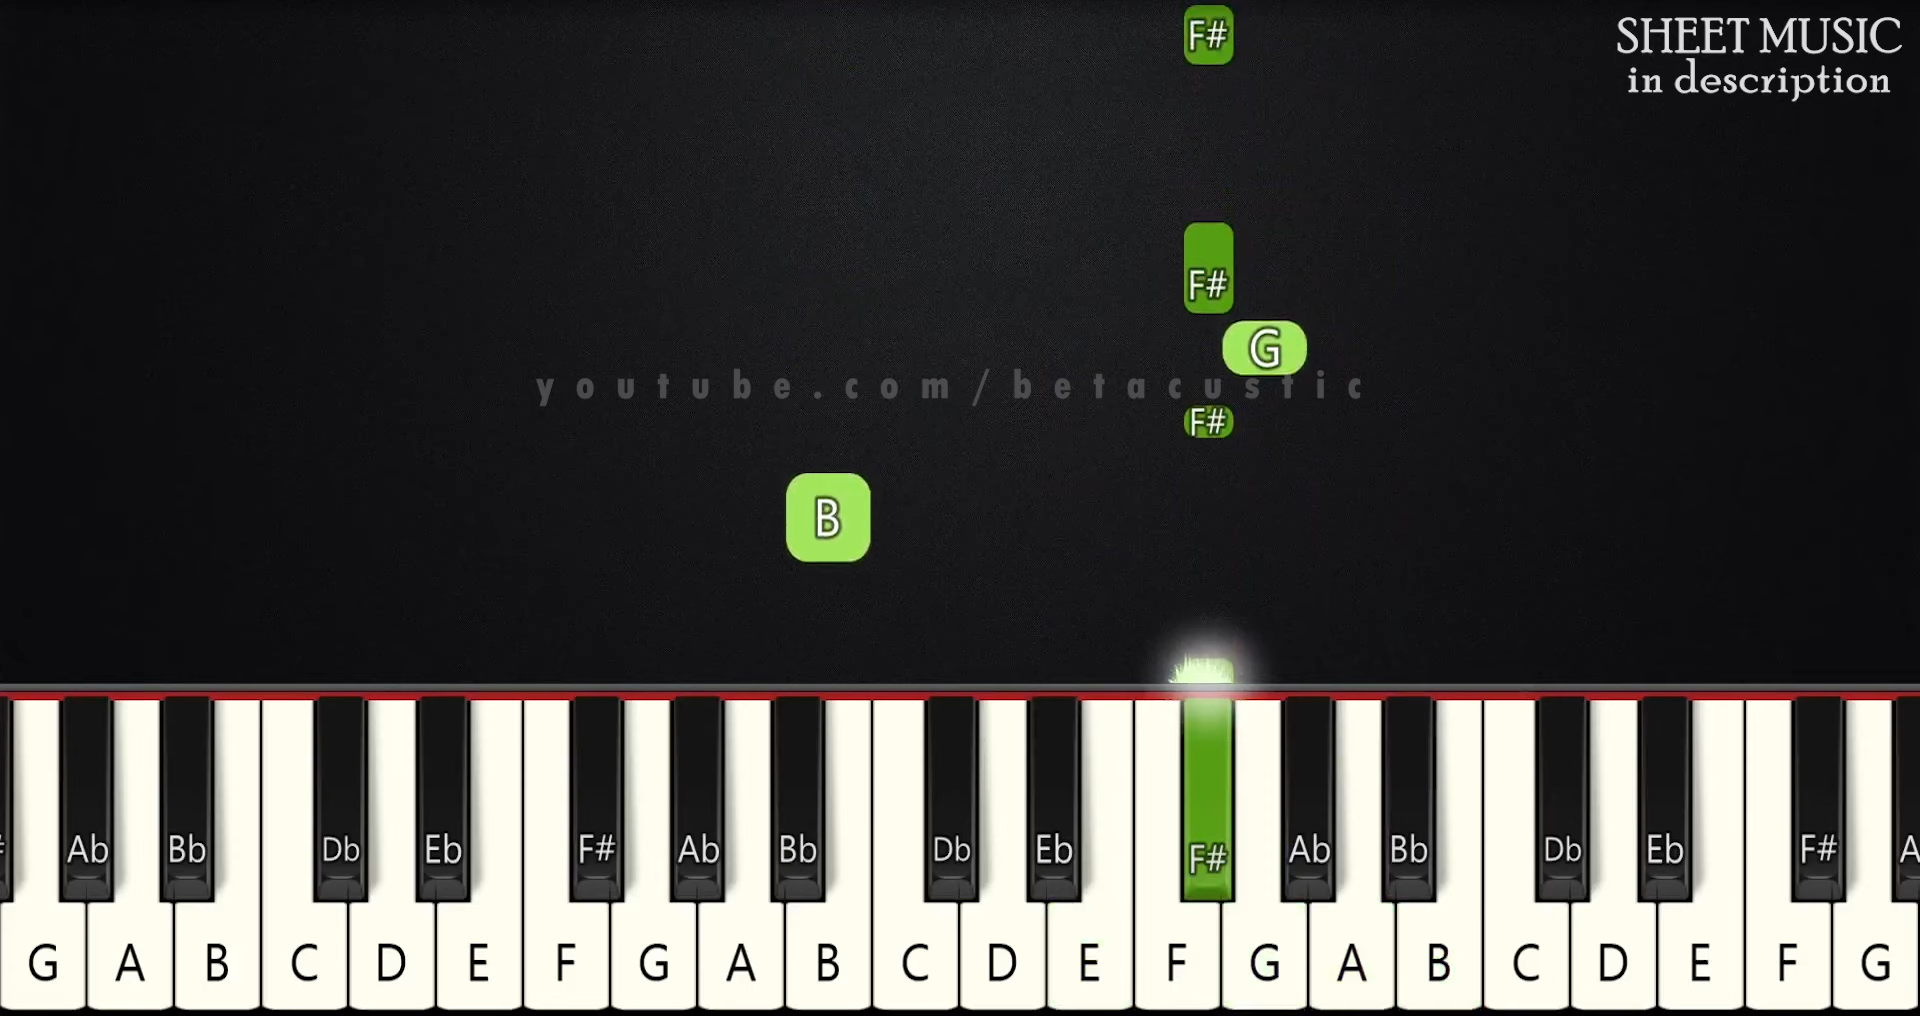 SHEET MUSIC
in description
F#
F#
G
youtube.com/betacustic
F#
B
Ab Bb Db Eb F# Ab Bb Db Eb F# Ab Bb Db Eb F# A
G A B C D E F G A B C D E F G A B C D E F G